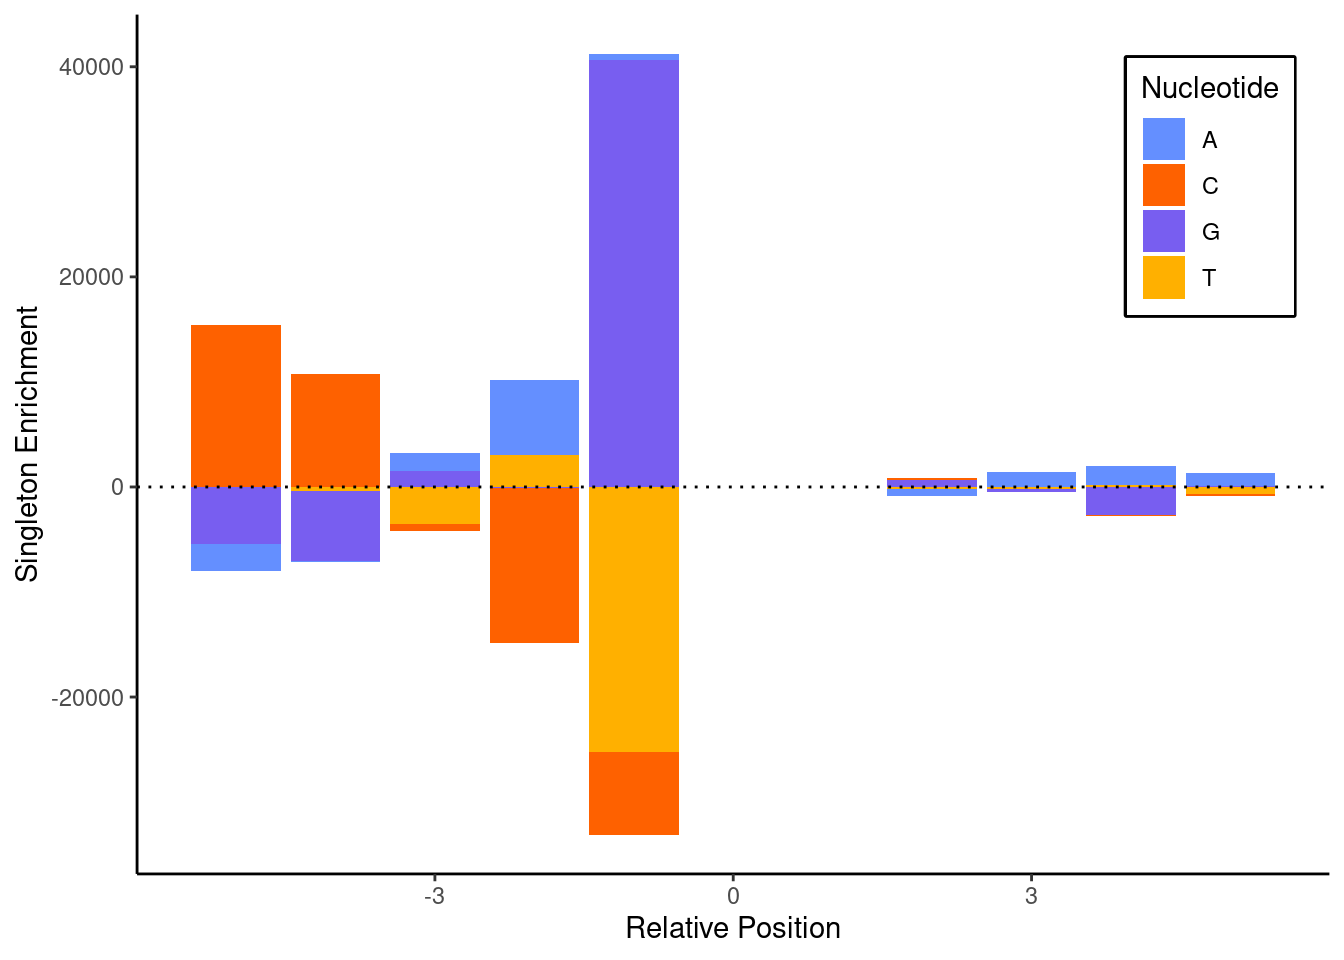 40000
20000
0
-20000
Singleton Enrichment
-3
0
3
Relative Position
Nucleotide
A
C
G
T